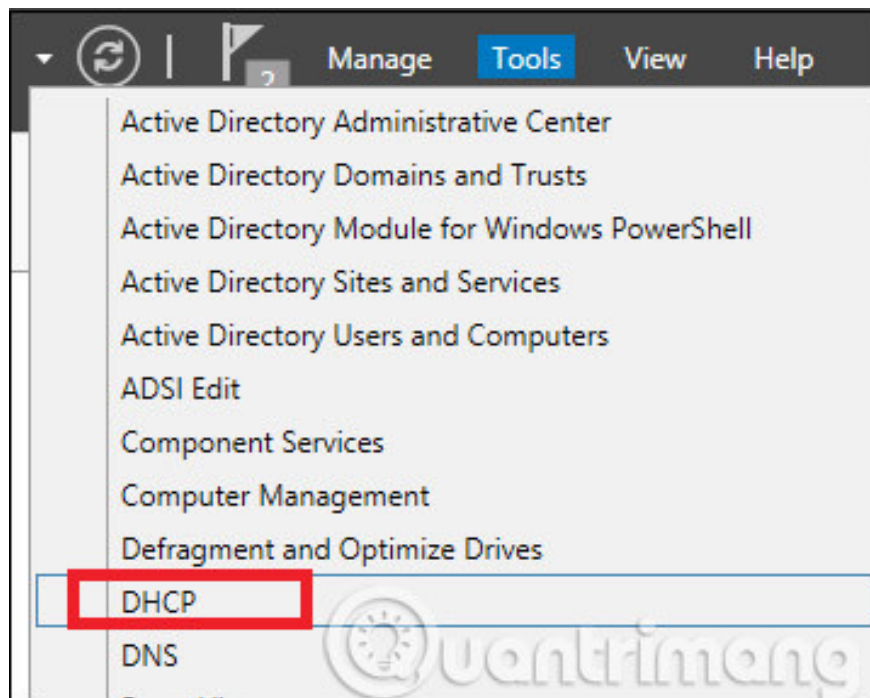 Manage Tools View Help
2
Active Directory Administrative Center
Active Directory Domains and Trusts
Active Directory Module for Windows PowerShell
Active Directory Sites and Services
Active Directory Users and Computers
ADSI Edit
Component Services
Computer Management
Defragment and Optimize Drives
DHCP
DNS
Quantrimang